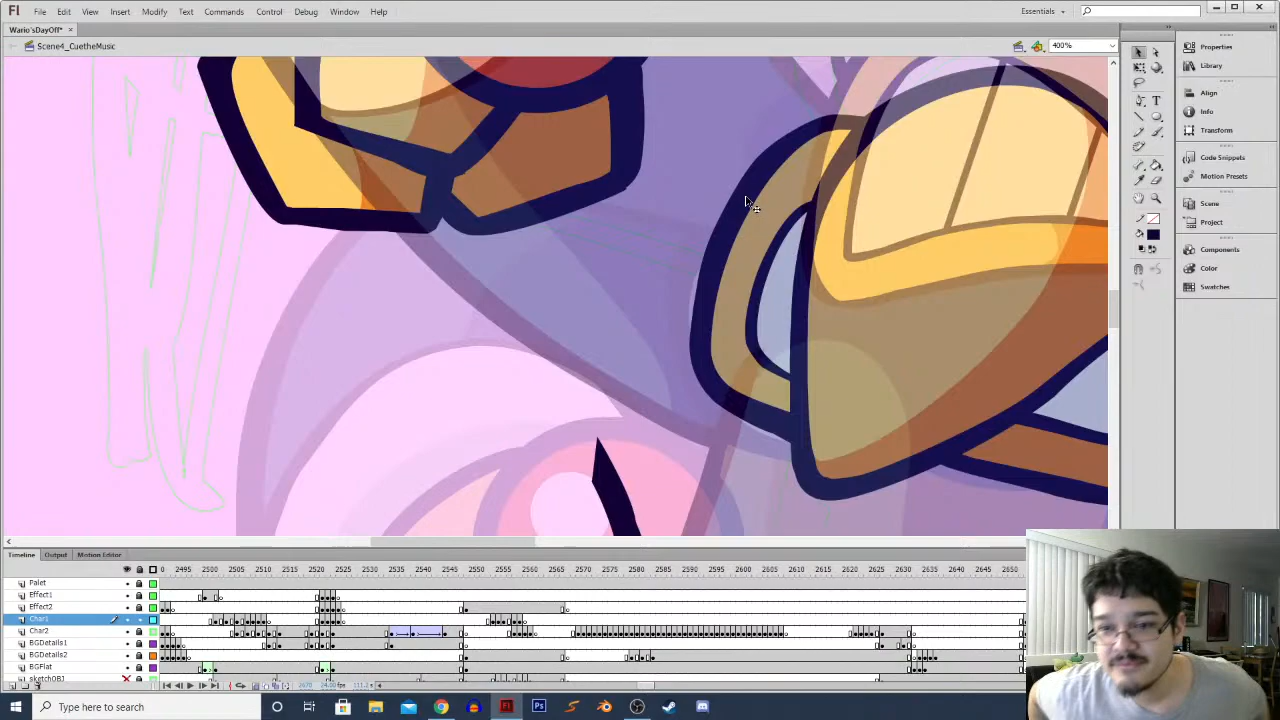 Fl File Edit View Insert Modify Text Commands Control Debug Window Help Essentials
Wario'sDayOff* ×
Scene4_CuetheMusic 400%
Properties
Library
Align
Info
Transform
Code Snippets
Motion Presets
Scene
Project
Components
Color
Swatches
Timeline Output Motion Editor
0 2495 2500 2505 2510 2515 2520 2525 2530 2535 2540 2545 2550 2555 2560 2565 2570 2575 2580 2585 2590 2595 2600 2605 2610 2615 2620 2625 2630 2635 2640 2645 2650
Palet
Effect1
Effect2
Char1
Char2
BGDetails1
BGDetails2
BGFlat
sketchOBJ
Type here to search